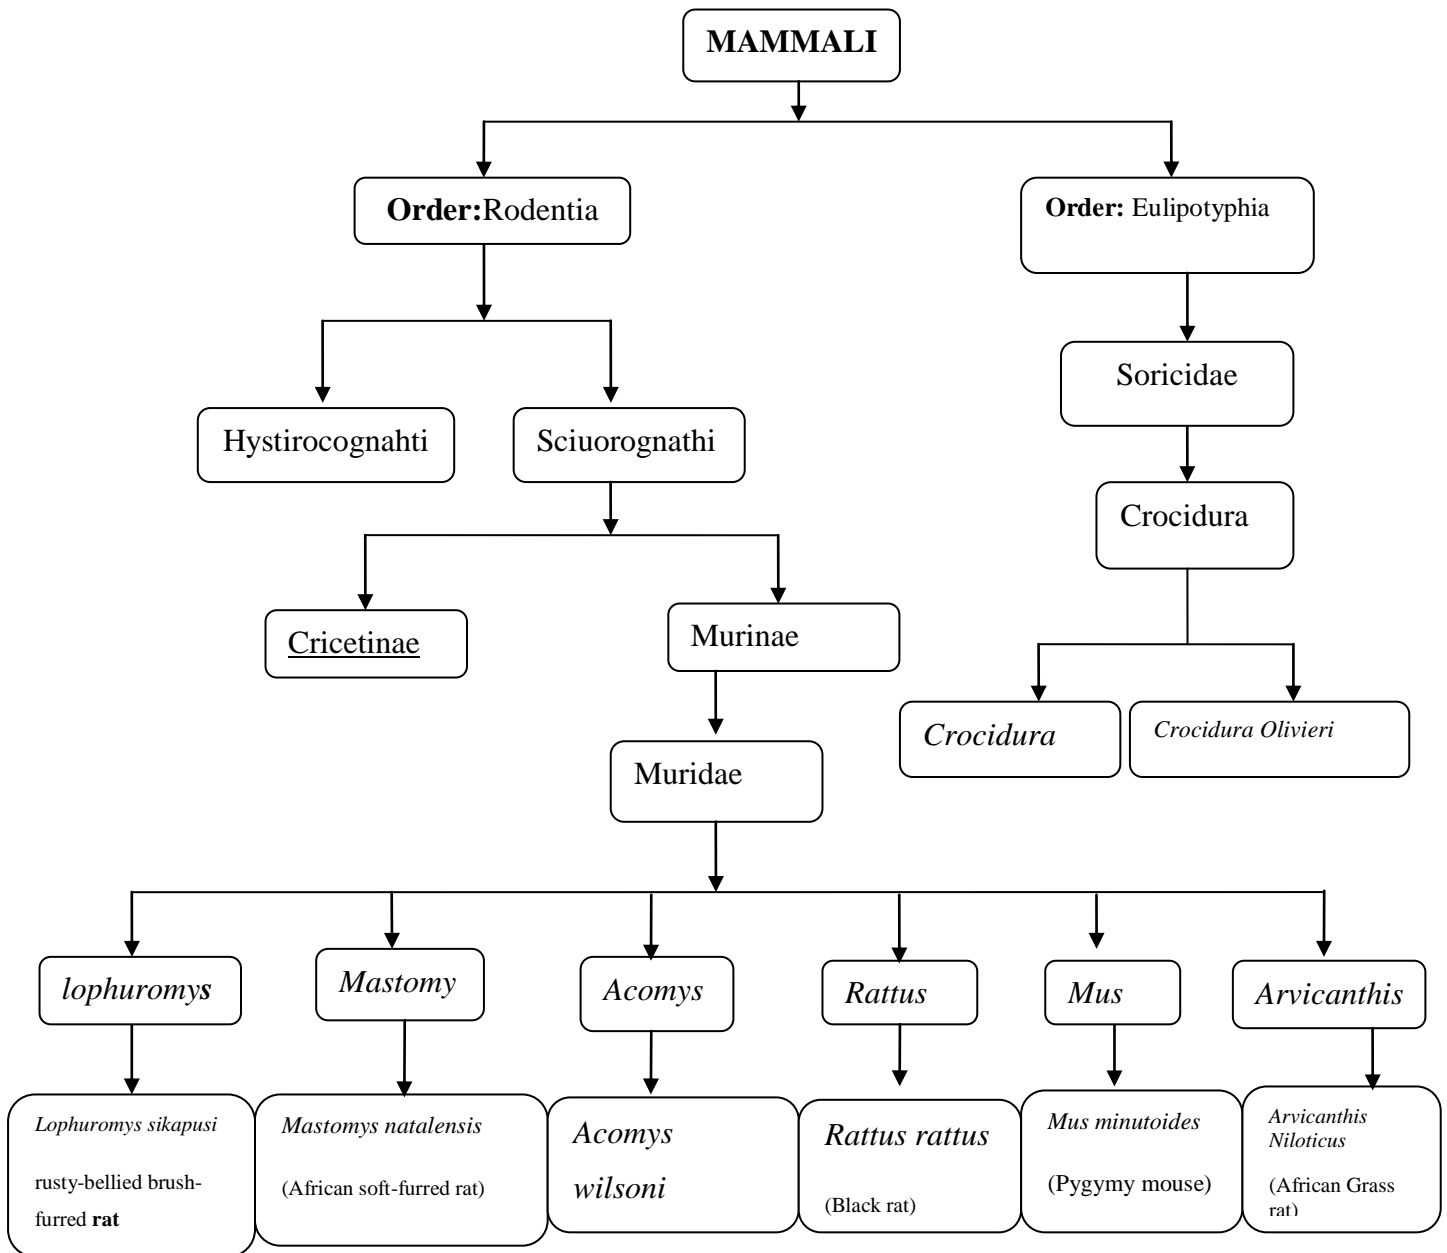 MAMMALI
Order:Rodentia
Order: Eulipotyphia
Soricidae
Hystirocognahti
Sciuorognathi
Crocidura
Cricetinae
Murinae
Crocidura
Crocidura Olivieri
Muridae
lophuromys
Mastomy
Acomys
Rattus
Mus
Arvicanthis
Lophuromys sikapusi
rusty-bellied brush-
furred rat
Mastomys natalensis
(African soft-furred rat)
Acomys
wilsoni
Rattus rattus
(Black rat)
Mus minutoides
(Pygymy mouse)
Arvicanthis
Niloticus
(African Grass
rat)